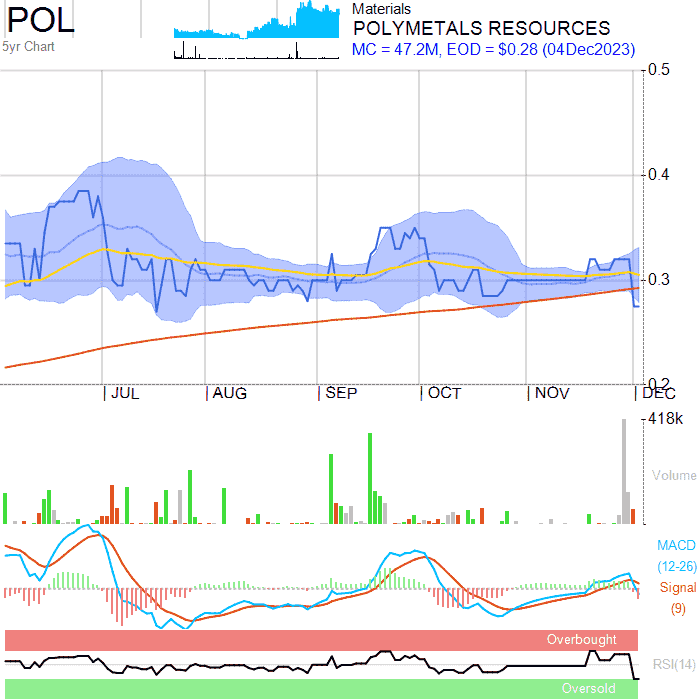 POL
5yr Chart
Materials
POLYMETALS RESOURCES
MC = 47.2M, EOD = $0.28 (04Dec2023)
0.5
0.4
0.3
0.2
JUL AUG SEP OCT NOV DEC
418k
Volume
MACD
(12-26)
Signal
(9)
Overbought
RSI(14)
Oversold